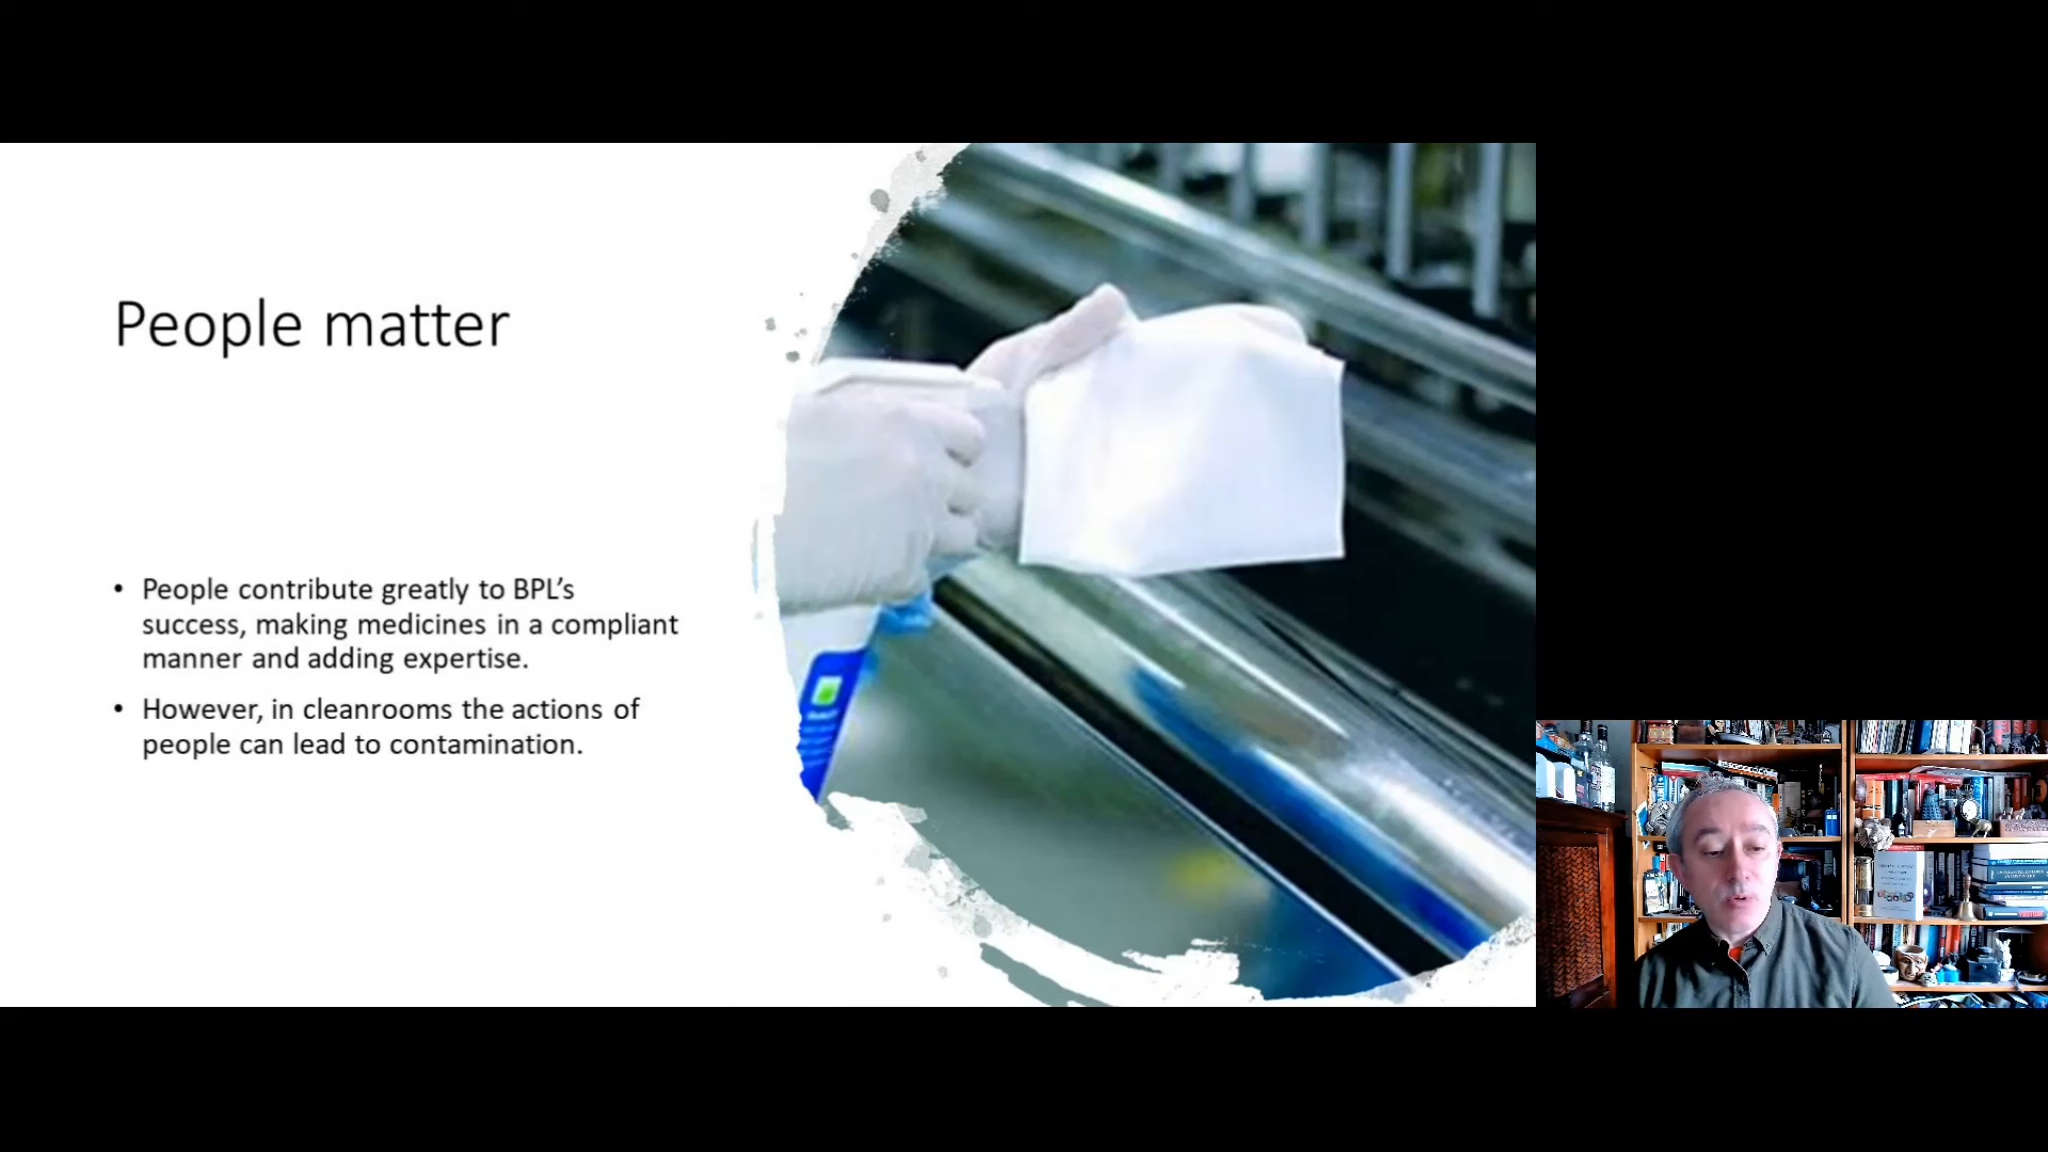 People matter
• People contribute greatly to BPL’s
success, making medicines in a compliant
manner and adding expertise.
• However, in cleanrooms the actions of
people can lead to contamination.